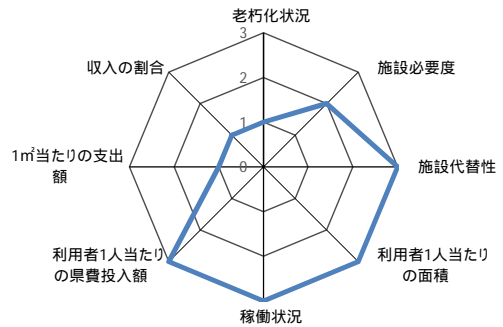 老朽化状況
3
2
1
0
施設必要度
施設代替性
利用者1人当たり
の面積
稼働状況
利用者1人当たり
の県費投入額
1㎡当たりの支出
額
収入の割合